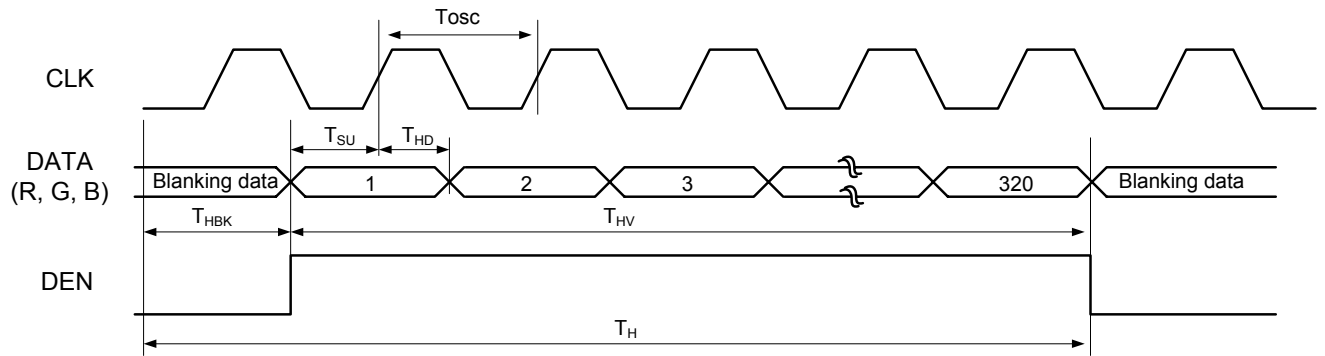 Tosc
CLK
TSU
THD
DATA
(R, G, B)
Blanking data
1
2
3
320
Blanking data
THBK
THV
DEN
TH